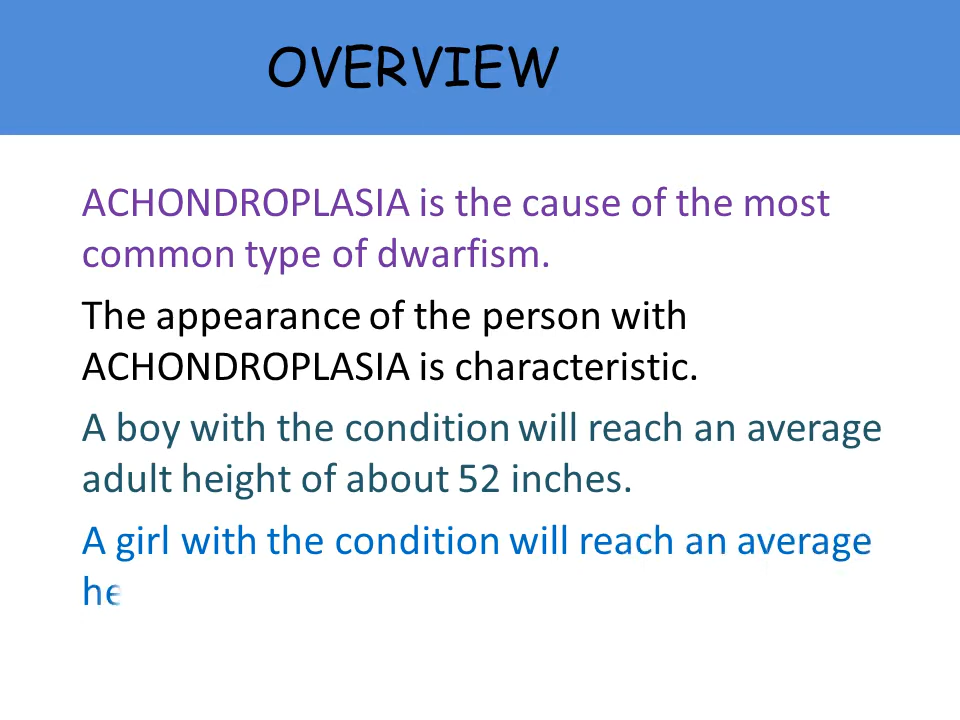 OVERVIEW
ACHONDROPLASIA is the cause of the most
common type of dwarfism.
The appearance of the person with
ACHONDROPLASIA is characteristic.
A boy with the condition will reach an average
adult height of about 52 inches.
A girl with the condition will reach an average